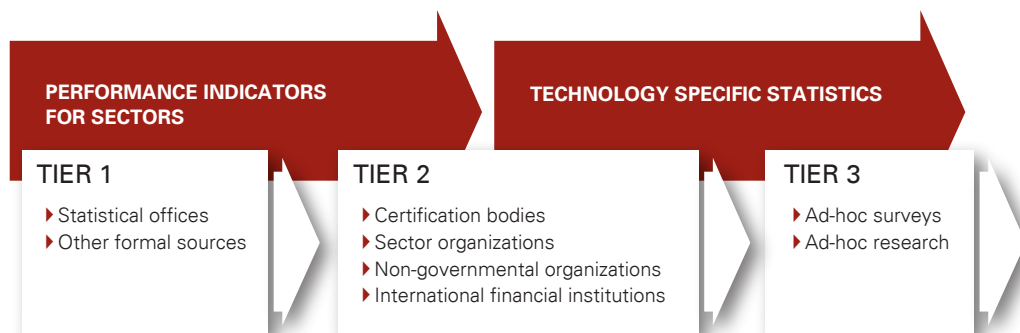 PERFORMANCE INDICATORS
FOR SECTORS
TECHNOLOGY SPECIFIC STATISTICS
TIER 1
Statistical offices
Other formal sources
TIER 2
Certification bodies
Sector organizations
Non-governmental organizations
International financial institutions
TIER 3
Ad-hoc surveys
Ad-hoc research